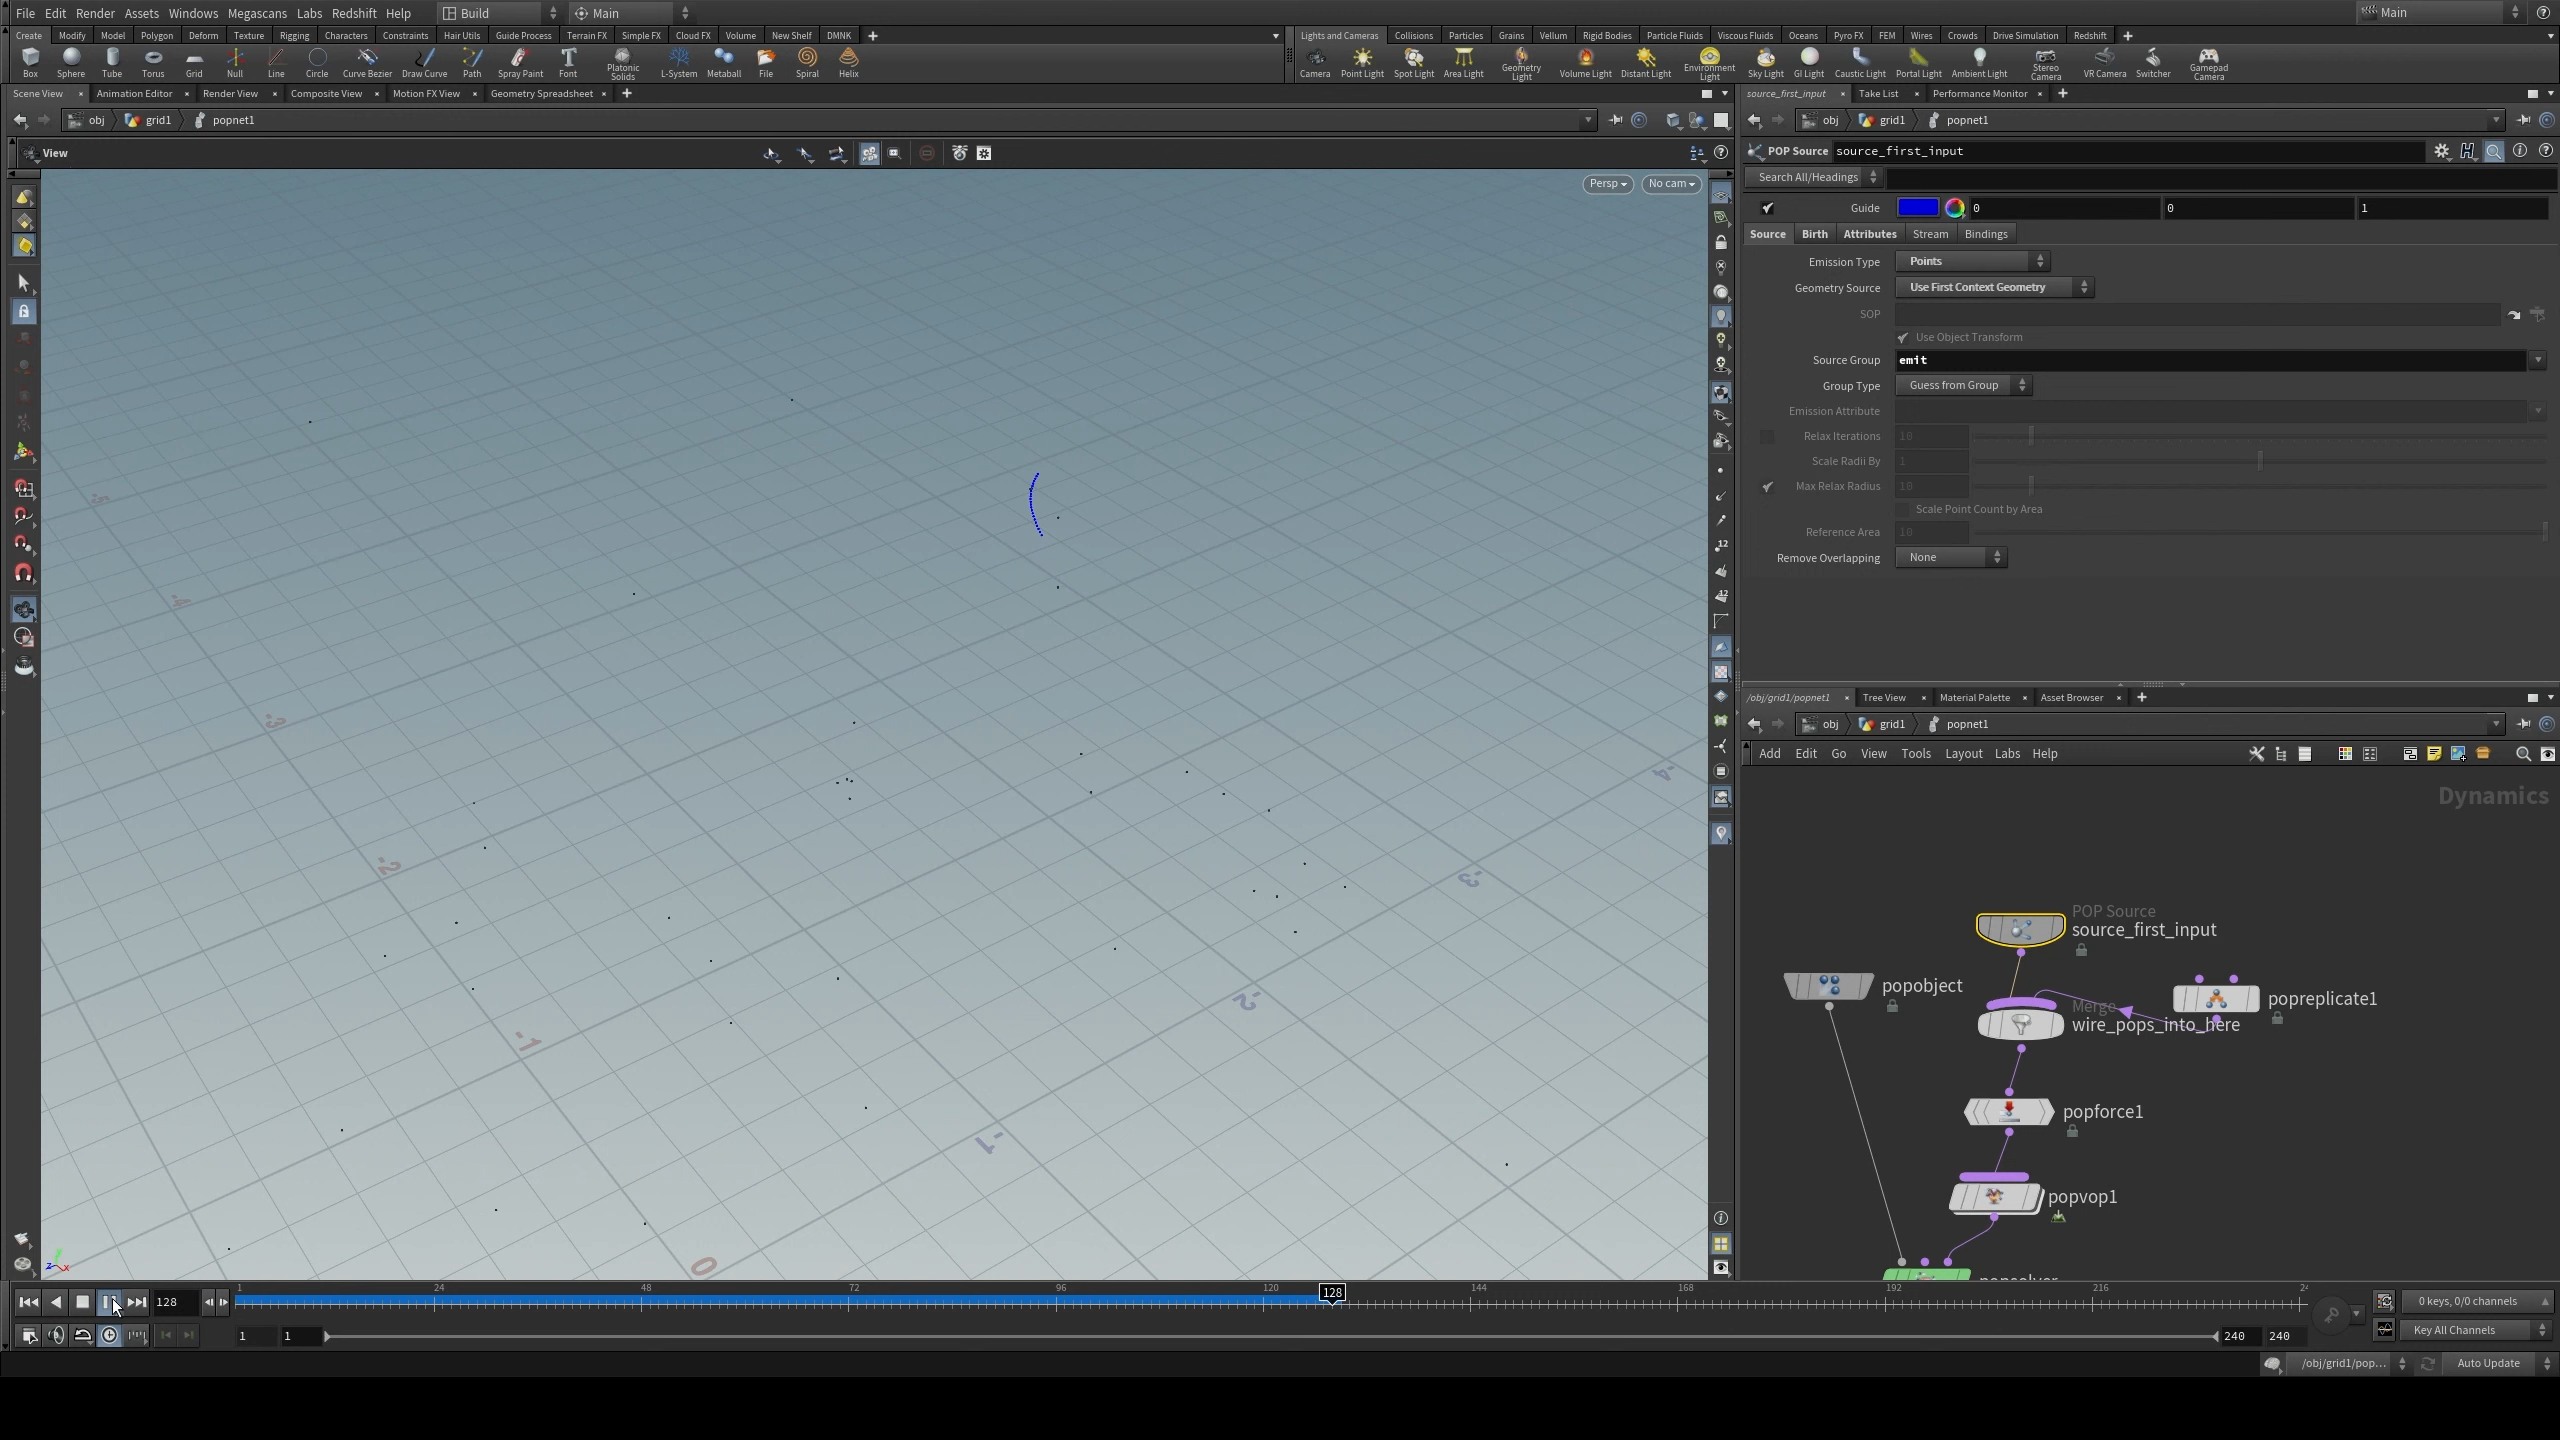 File Edit Render Assets Windows Megascans Labs Redshift Help Build Main Main
Create Modify Model Polygon Deform Texture Rigging Characters Constraints Hair Utils Guide Process Terrain FX Simple FX Cloud FX Volume New Shelf DMNK
Lights and Cameras Collisions Particles Grains Vellum Rigid Bodies Particle Fluids Viscous Fluids Oceans Pyro FX FEM Wires Crowds Drive Simulation Redshift
Box Sphere Tube Torus Grid Null Line Circle Curve Bezier Draw Curve Path Spray Paint Font Platonic Solids L-System Metaball File Spiral Helix
Camera Point Light Spot Light Area Light Geometry Light Volume Light Distant Light Environment Light Sky Light GI Light Caustic Light Portal Light Ambient Light Stereo Camera VR Camera Switcher Gamepad Camera
Scene View Animation Editor Render View Composite View Motion FX View Geometry Spreadsheet
source_first_input Take List Performance Monitor
obj grid1 popnet1
obj grid1 popnet1
View
POP Source source_first_input
Search All/Headings
Persp No cam
Guide 0 0 1
Source Birth Attributes Stream Bindings
Emission Type Points
Geometry Source Use First Context Geometry
SOP
Use Object Transform
Source Group emit
Group Type Guess from Group
Emission Attribute
Relax Iterations 10
Scale Radii By 1
Max Relax Radius 10
Scale Point Count by Area
Reference Area 10
Remove Overlapping None
-5
-4
-3
-2
-1
0
-4
-3
-2
-1
/obj/grid1/popnet1 Tree View Material Palette Asset Browser
obj grid1 popnet1
Add Edit Go View Tools Layout Labs Help
Dynamics
POP Source
source_first_input
popobject
popreplicate1
Merge
wire_pops_into_here
popforce1
popvop1
popsolver
128
1 24 48 72 96 120 128 144 168 192 216 24
0 keys, 0/0 channels
1 1 240 240
Key All Channels
/obj/grid1/pop... Auto Update